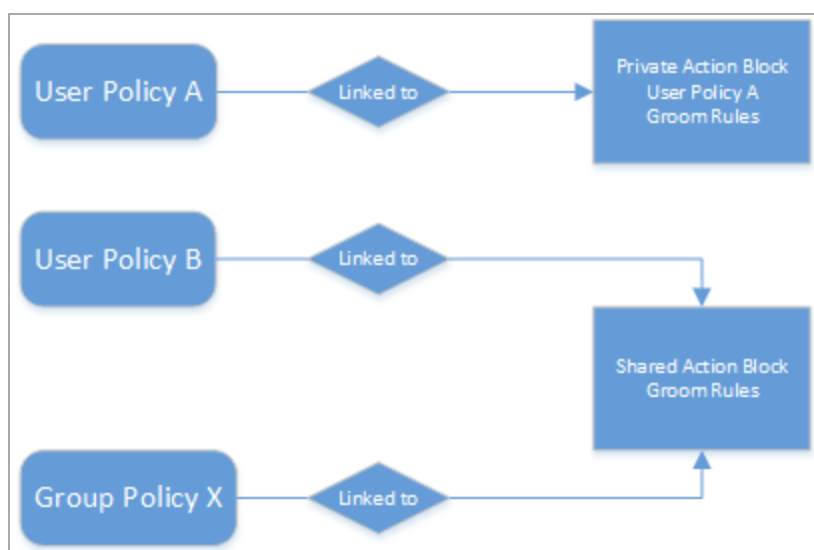 User Policy A
Linked to
Private Action Block
User Policy A
Groom Rules
User Policy B
Linked to
Shared Action Block
Groom Rules
Group Policy X
Linked to